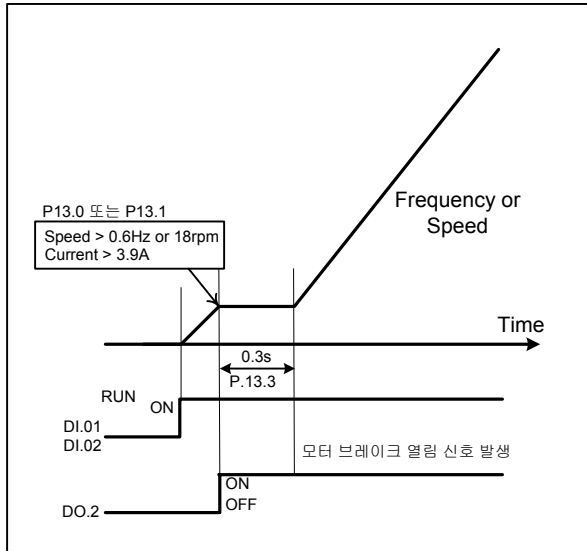 P13.0 또는 P13.1
Speed > 0.6Hz or 18rpm
Current > 3.9A
Frequency or
Speed
Time
0.3s
P.13.3
RUN
ON
DI.01
DI.02
모터 브레이크 열림 신호 발생
ON
OFF
DO.2